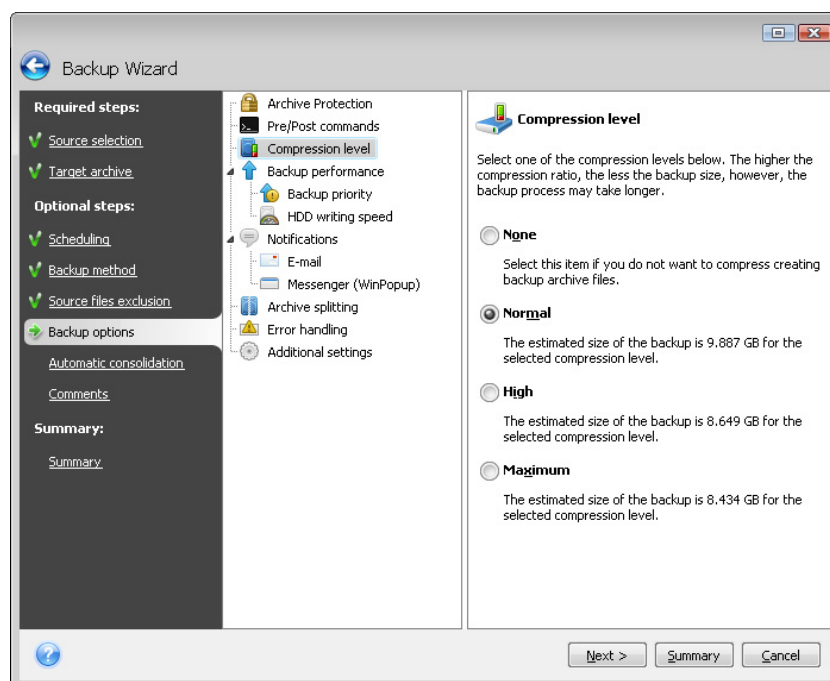 Backup Wizard
Required steps:
Source selection
Target archive
Optional steps:
Scheduling
Backup method
Source files exclusion
Backup options
Automatic consolidation
Comments
Summary:
Summary
Archive Protection
Pre/Post commands
Compression level
Backup performance
Backup priority
HDD writing speed
Notifications
E-mail
Messenger (WinPopup)
Archive splitting
Error handling
Additional settings
Compression level
Select one of the compression levels below. The higher the
compression ratio, the less the backup size, however, the
backup process may take longer.
None
Select this item if you do not want to compress creating
backup archive files.
Normal
The estimated size of the backup is 9.887 GB for the
selected compression level.
High
The estimated size of the backup is 8.649 GB for the
selected compression level.
Maximum
The estimated size of the backup is 8.434 GB for the
selected compression level.
?
Next >
Summary
Cancel